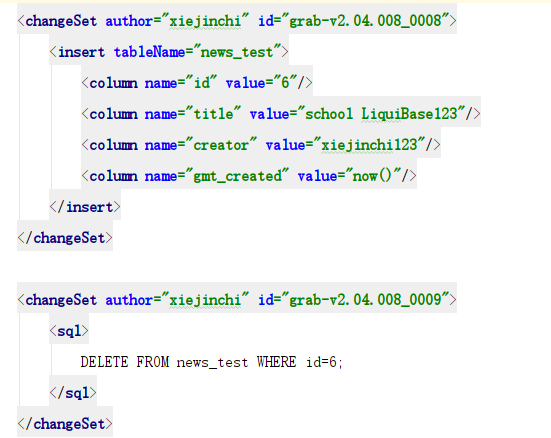 <changeSet author="xiejinchi" id="grab-v2.04.008_0008">
<insert tableName="news_test">
<column name="id" value="6"/>
<column name="title" value="school LiquiBase123"/>
<column name="creator" value="xiejinchi123"/>
<column name="gmt_created" value="now()"/>
</insert>
</changeSet>
<changeSet author="xiejinchi" id="grab-v2.04.008_0009">
<sql>
DELETE FROM news_test WHERE id=6;
</sql>
</changeSet>